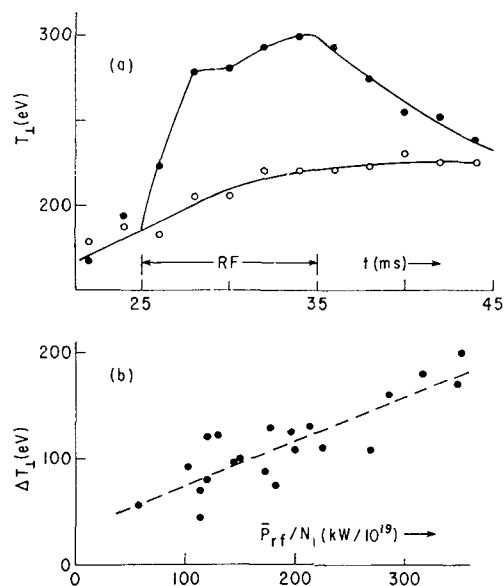 300
(a)
T⊥(eV)
200
RF
t(ms) →
25
35
45
200
(b)
ΔT⊥(eV)
100
P̄rf/N₁ (kW/10¹⁹) →
0
0
100
200
300